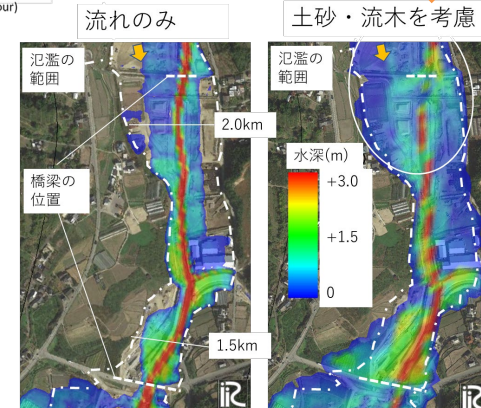 our)
流れのみ
土砂・流木を考慮
氾濫の
範囲
氾濫の
範囲
2.0km
水深(m)
+3.0
橋梁の
位置
+1.5
0
1.5km
iRiC